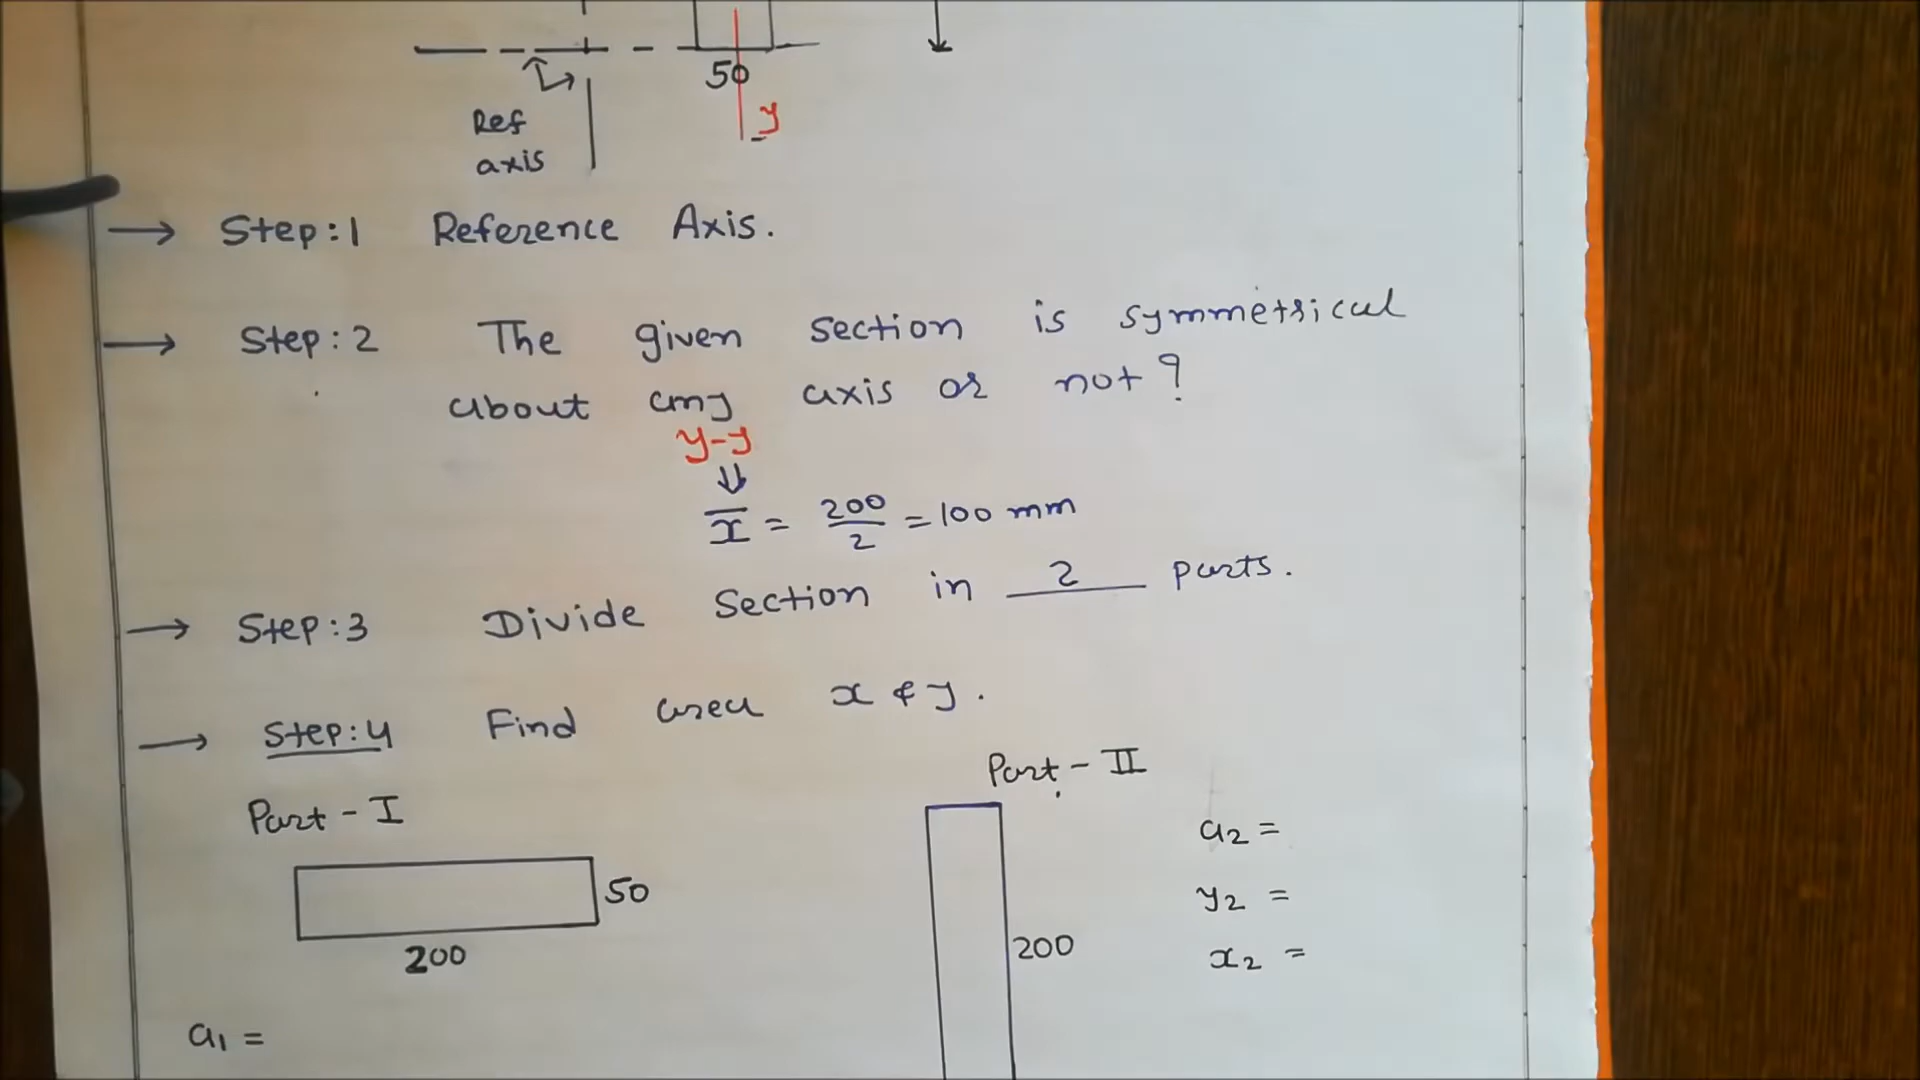 50
y
Ref
axis
→ Step:1 Reference Axis.
→ Step:2 The given section is symmetrical
about any axis or not?
y-y
⇓
x̅ = 200/2 = 100 mm
→ Step:3 Divide Section in 2 parts.
→ Step:4 Find area x & y.
Part - I
50
200
a₁ =
Part - II
200
a₂ =
y₂ =
x₂ =